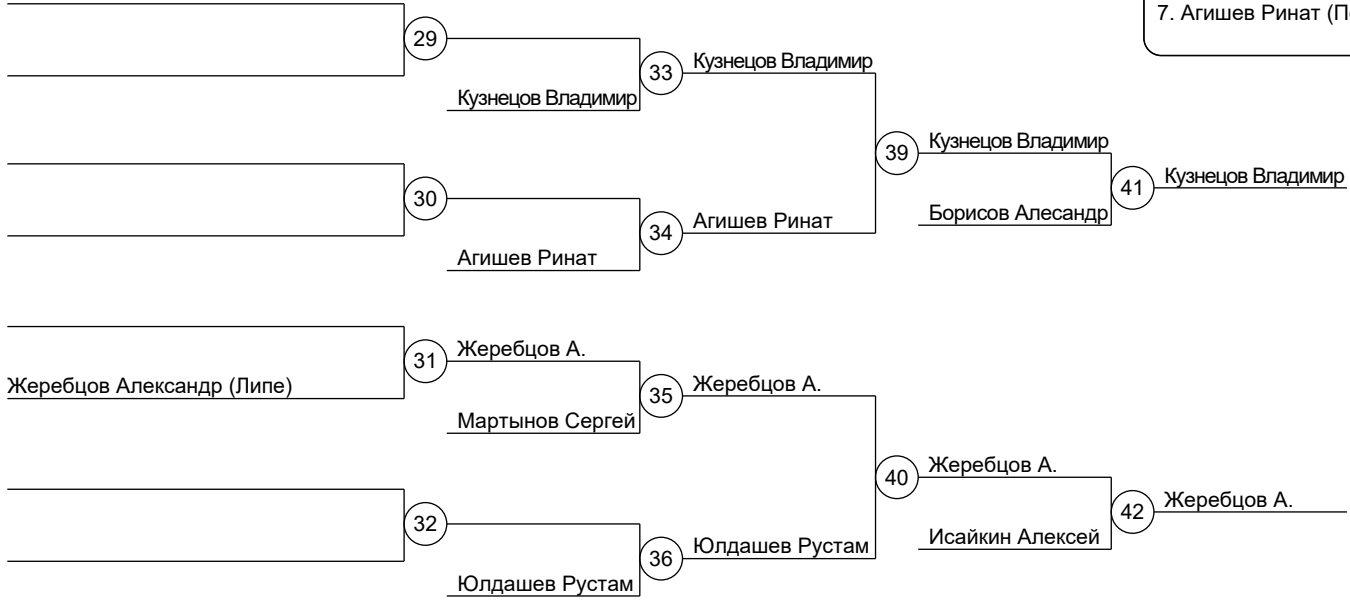 7. Агишев Ринат
29
33
Кузнецов Владимир
Кузнецов Владимир
39
Кузнецов Владимир
41
Кузнецов Владимир
30
34
Агишев Ринат
Борисов Алесандр
Агишев Ринат
31
Жеребцов А.
Жеребцов Александр (Липе)
35
Жеребцов А.
Мартынов Сергей
40
Жеребцов А.
42
Жеребцов А.
32
36
Юлдашев Рустам
Исайкин Алексей
Юлдашев Рустам